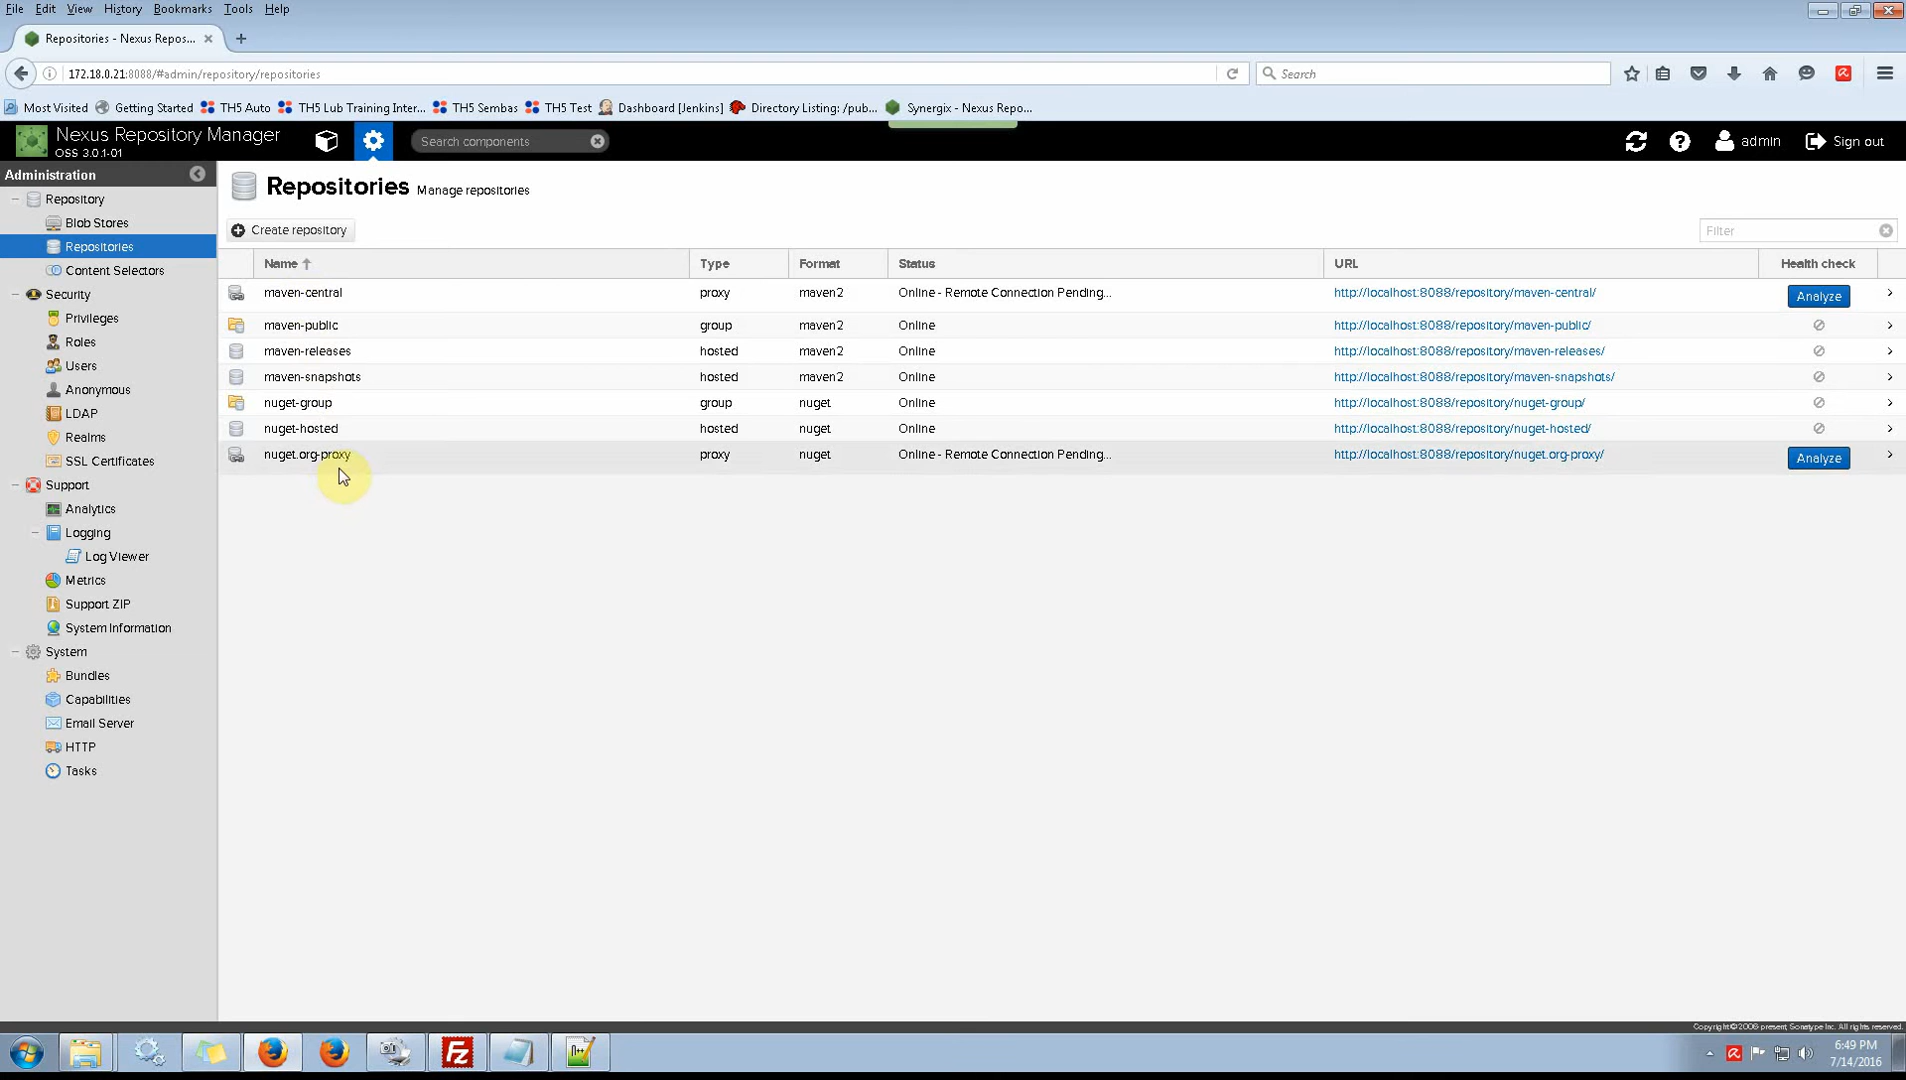 File Edit View History Bookmarks Tools Help
Repositories - Nexus Repos...
172.18.0.21:8088/#admin/repository/repositories
Search
Most Visited Getting Started TH5 Auto TH5 Lub Training Inter... TH5 Sembas TH5 Test Dashboard [Jenkins] Directory Listing: /pub... Synergix - Nexus Repo...
Nexus Repository Manager
OSS 3.0.1-01
Search components
admin Sign out
Administration
Repository
Blob Stores
Repositories
Content Selectors
Security
Privileges
Roles
Users
Anonymous
LDAP
Realms
SSL Certificates
Support
Analytics
Logging
Log Viewer
Metrics
Support ZIP
System Information
System
Bundles
Capabilities
Email Server
HTTP
Tasks
Repositories Manage repositories
Create repository
Filter
Name Type Format Status URL Health check
maven-central proxy maven2 Online - Remote Connection Pending... http://localhost:8088/repository/maven-central/ Analyze
maven-public group maven2 Online http://localhost:8088/repository/maven-public/
maven-releases hosted maven2 Online http://localhost:8088/repository/maven-releases/
maven-snapshots hosted maven2 Online http://localhost:8088/repository/maven-snapshots/
nuget-group group nuget Online http://localhost:8088/repository/nuget-group/
nuget-hosted hosted nuget Online http://localhost:8088/repository/nuget-hosted/
nuget.org-proxy proxy nuget Online - Remote Connection Pending... http://localhost:8088/repository/nuget.org-proxy/ Analyze
Copyright © 2008-present, Sonatype Inc. All rights reserved.
6:49 PM
7/14/2016